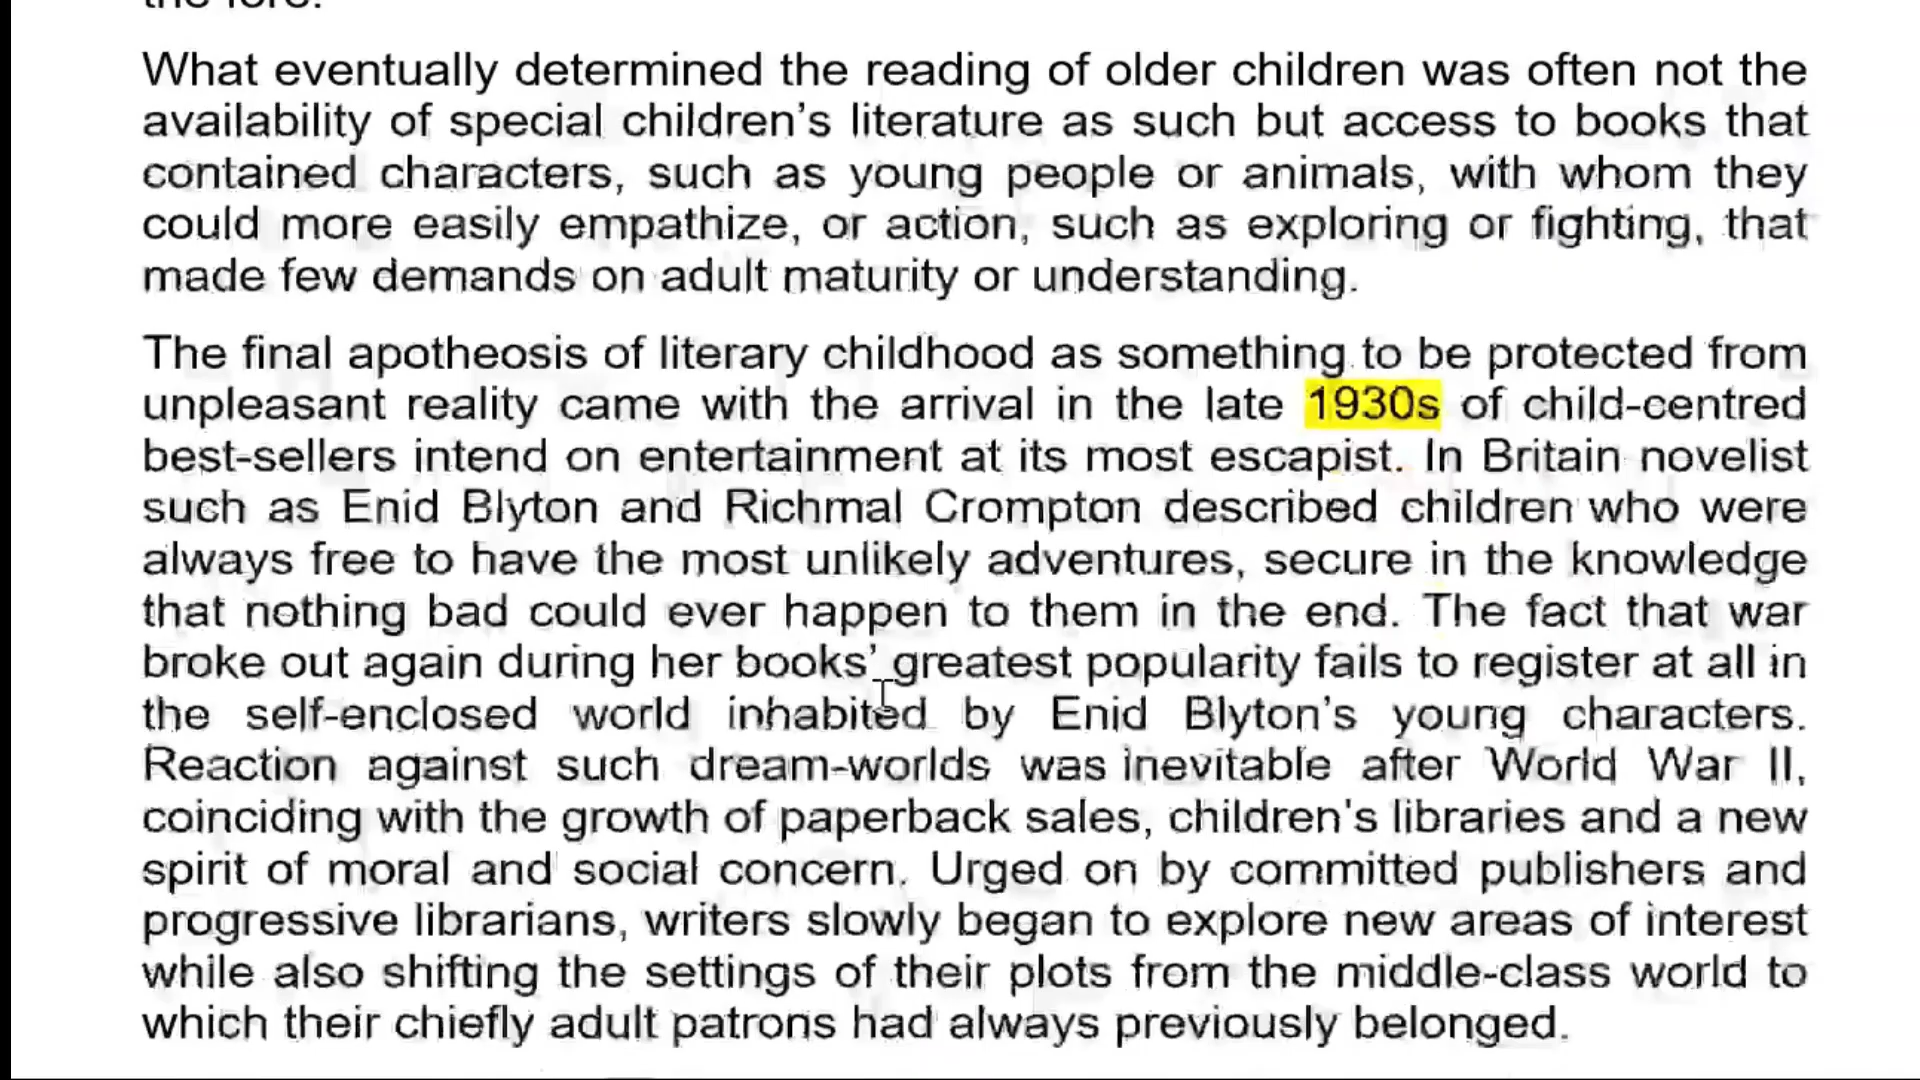 the fore.
What eventually determined the reading of older children was often not the
availability of special children's literature as such but access to books that
contained characters, such as young people or animals, with whom they
could more easily empathize, or action, such as exploring or fighting, that
made few demands on adult maturity or understanding.
The final apotheosis of literary childhood as something to be protected from
unpleasant reality came with the arrival in the late 1930s of child-centred
best-sellers intend on entertainment at its most escapist. In Britain novelist
such as Enid Blyton and Richmal Crompton described children who were
always free to have the most unlikely adventures, secure in the knowledge
that nothing bad could ever happen to them in the end. The fact that war
broke out again during her books' greatest popularity fails to register at all in
the self-enclosed world inhabited by Enid Blyton's young characters.
Reaction against such dream-worlds was inevitable after World War II,
coinciding with the growth of paperback sales, children's libraries and a new
spirit of moral and social concern. Urged on by committed publishers and
progressive librarians, writers slowly began to explore new areas of interest
while also shifting the settings of their plots from the middle-class world to
which their chiefly adult patrons had always previously belonged.